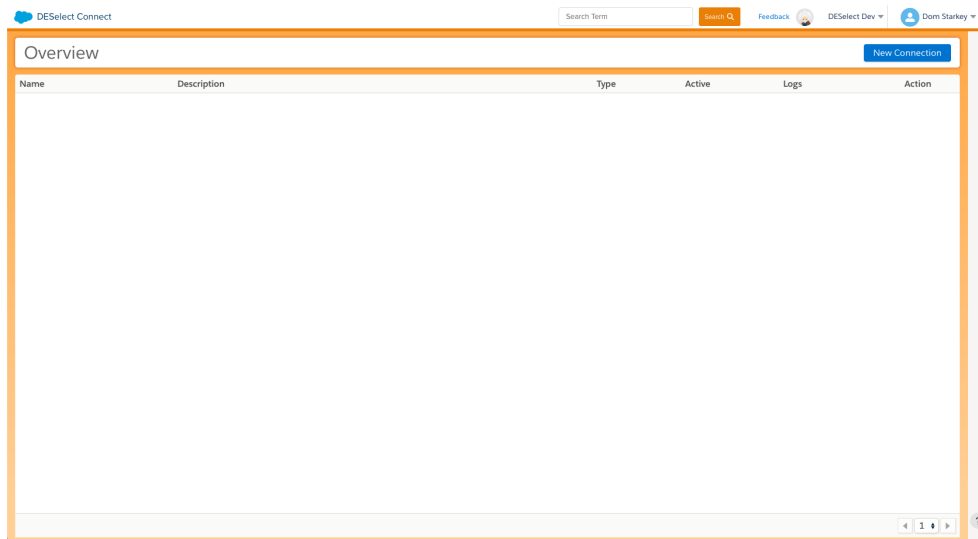 DESelect Connect
Search Term
Search
Feedback
DESelect Dev
Dom Starkey
Overview
New Connection
Name Description Type Active Logs Action
1